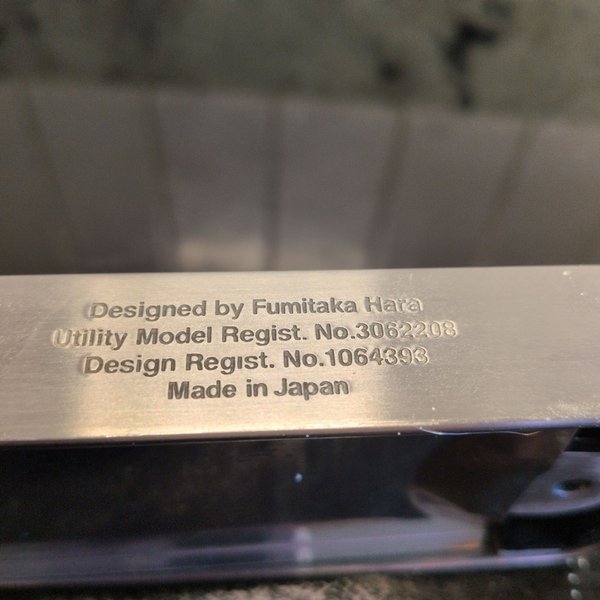 Designed by Fumitaka Hara
Utility Model Regist. No.3062208
Design Regist. No.1064393
Made in Japan